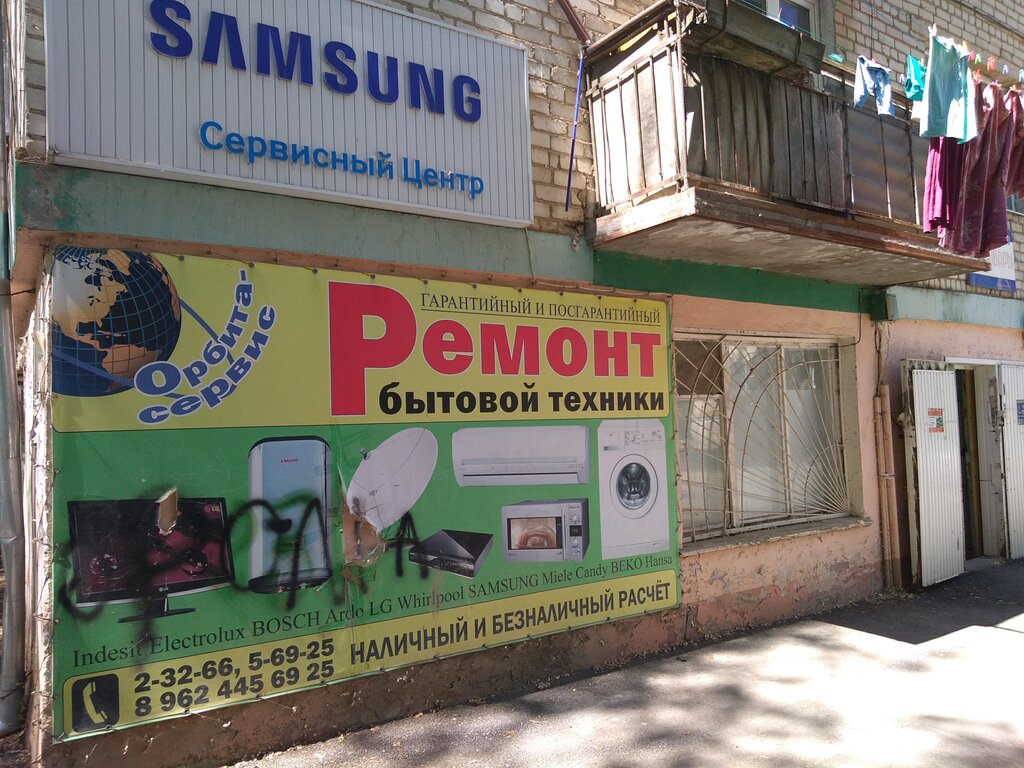 SAMSUNG
Сервисный Центр
Орбита-
сервис
ГАРАНТИЙНЫЙ И ПОСГАРАНТИЙНЫЙ
Ремонт
бытовой техники
Indesit Electrolux BOSCH Ardo LG Whirlpool SAMSUNG Miele Candy BEKO Hansa
2-32-66, 5-69-25
8 962 445 69 25
НАЛИЧНЫЙ И БЕЗНАЛИЧНЫЙ РАСЧЁТ